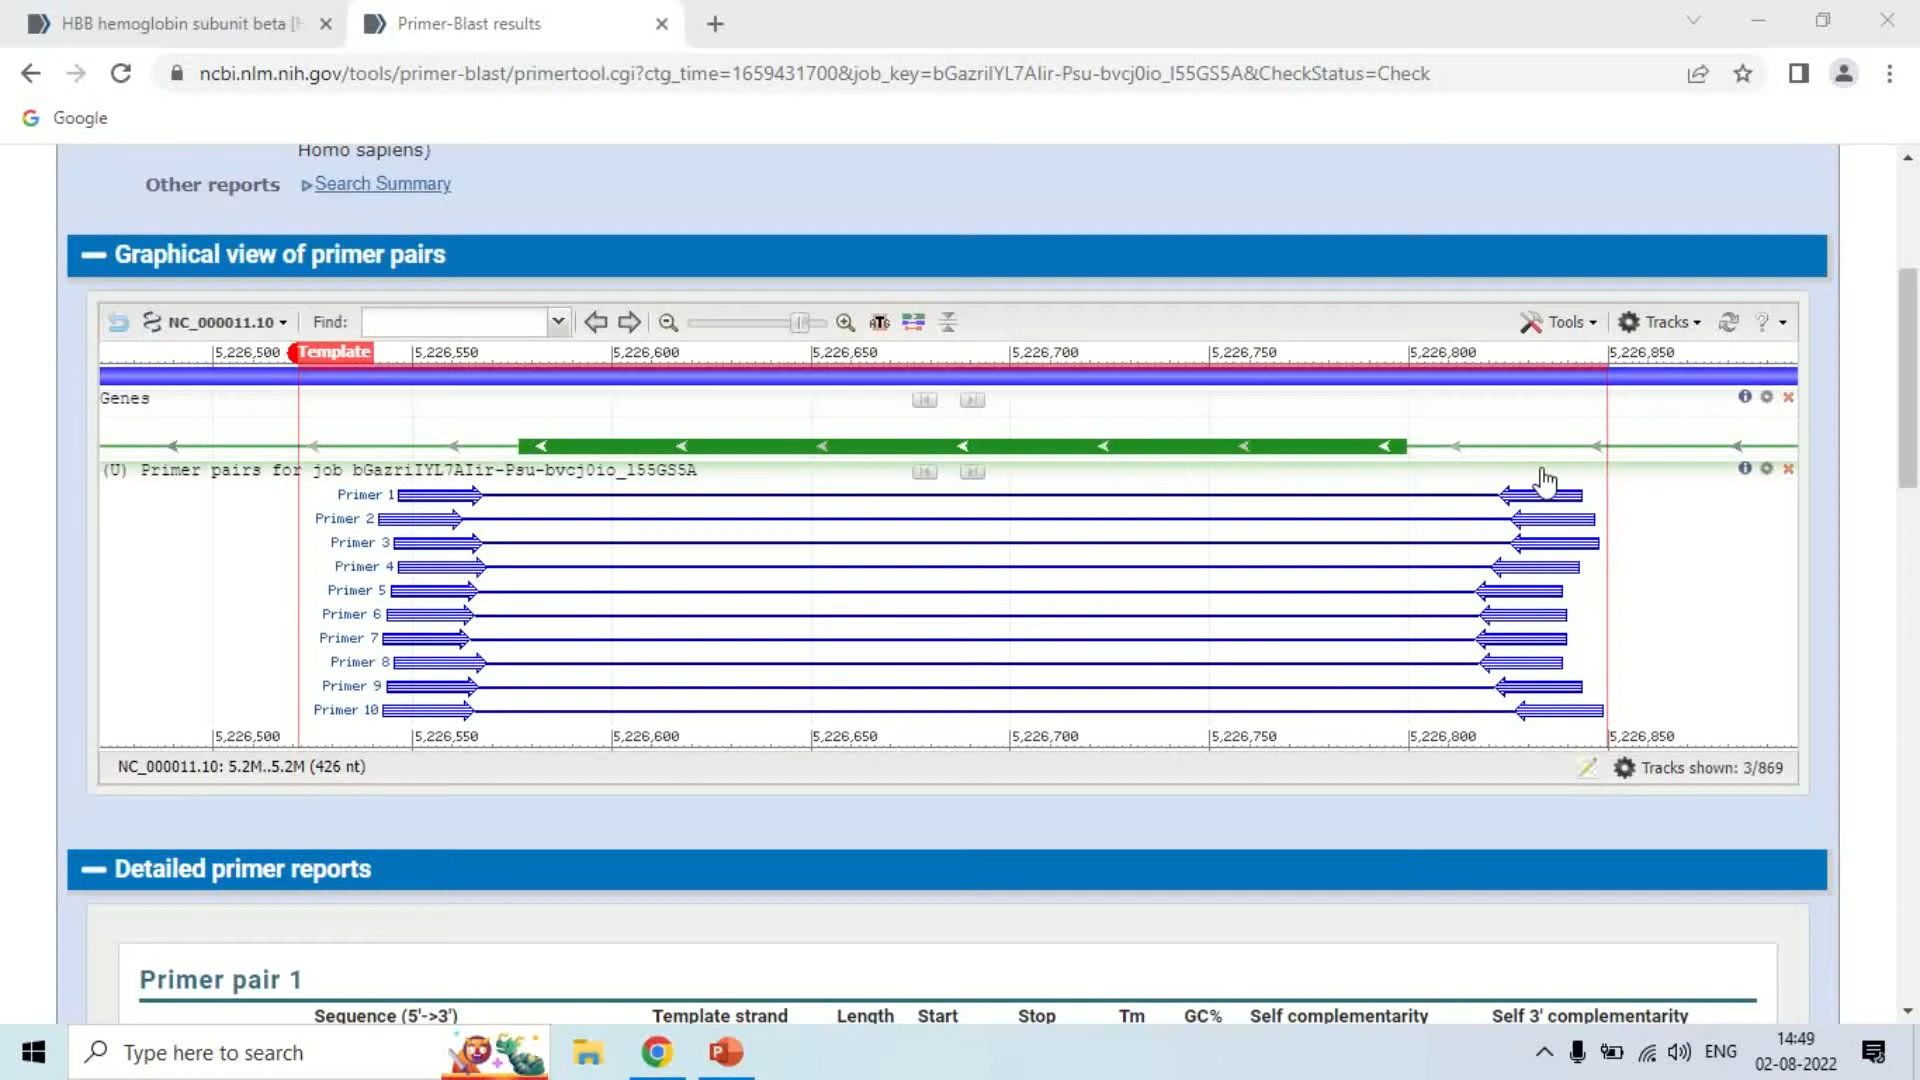 HBB hemoglobin subunit beta [H
Primer-Blast results
ncbi.nlm.nih.gov/tools/primer-blast/primertool.cgi?ctg_time=1659431700&job_key=bGazriIYL7AIir-Psu-bvcj0io_l55GS5A&CheckStatus=Check
Google
Homo sapiens)
Other reports Search Summary
Graphical view of primer pairs
NC_000011.10 Find: ATG Tools Tracks ?
5,226,500 Template 5,226,550 5,226,600 5,226,650 5,226,700 5,226,750 5,226,800 5,226,850
Genes
(U) Primer pairs for job bGazriIYL7AIir-Psu-bvcj0io_l55GS5A
Primer 1
Primer 2
Primer 3
Primer 4
Primer 5
Primer 6
Primer 7
Primer 8
Primer 9
Primer 10
5,226,500 5,226,550 5,226,600 5,226,650 5,226,700 5,226,750 5,226,800 5,226,850
NC_000011.10: 5.2M..5.2M (426 nt) Tracks shown: 3/869
Detailed primer reports
Primer pair 1
Sequence (5'->3') Template strand Length Start Stop Tm GC% Self complementarity Self 3' complementarity
Type here to search
ENG
14:49
02-08-2022